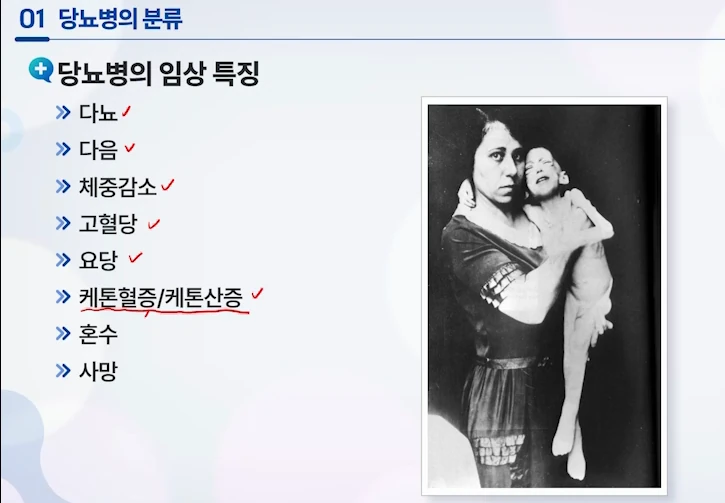 01 당뇨병의 분류
당뇨병의 임상 특징
다뇨
다음
체중감소
고혈당
요당
케톤혈증/케톤산증
혼수
사망